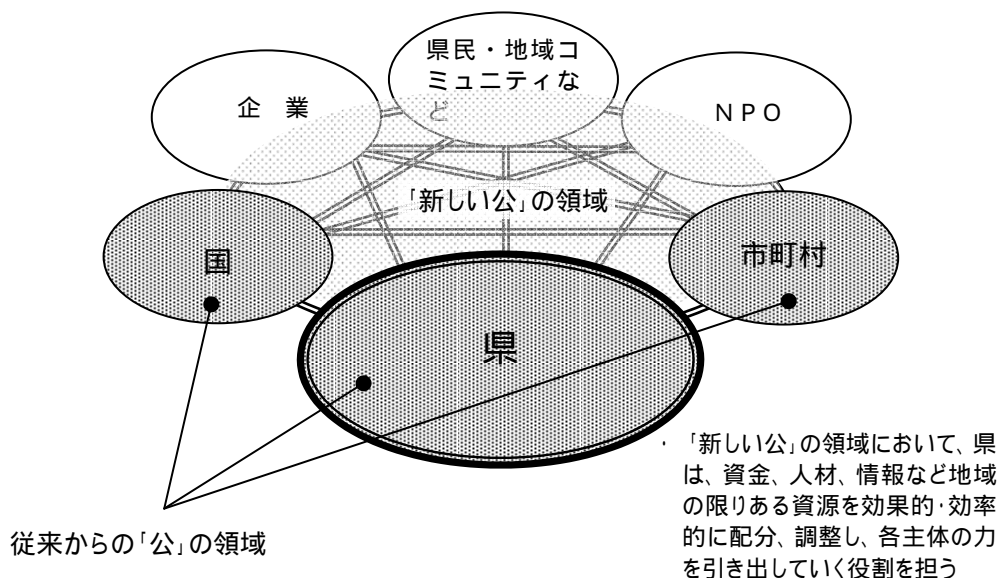 県民・地域コ
ミュニティな
ど
企 業
NPO
「新しい公」の領域
国
市町村
県
・ 「新しい公」の領域において、県
は、資金、人材、情報など地域
の限りある資源を効果的・効率
的に配分、調整し、各主体の力
を引き出していく役割を担う
従来からの「公」の領域